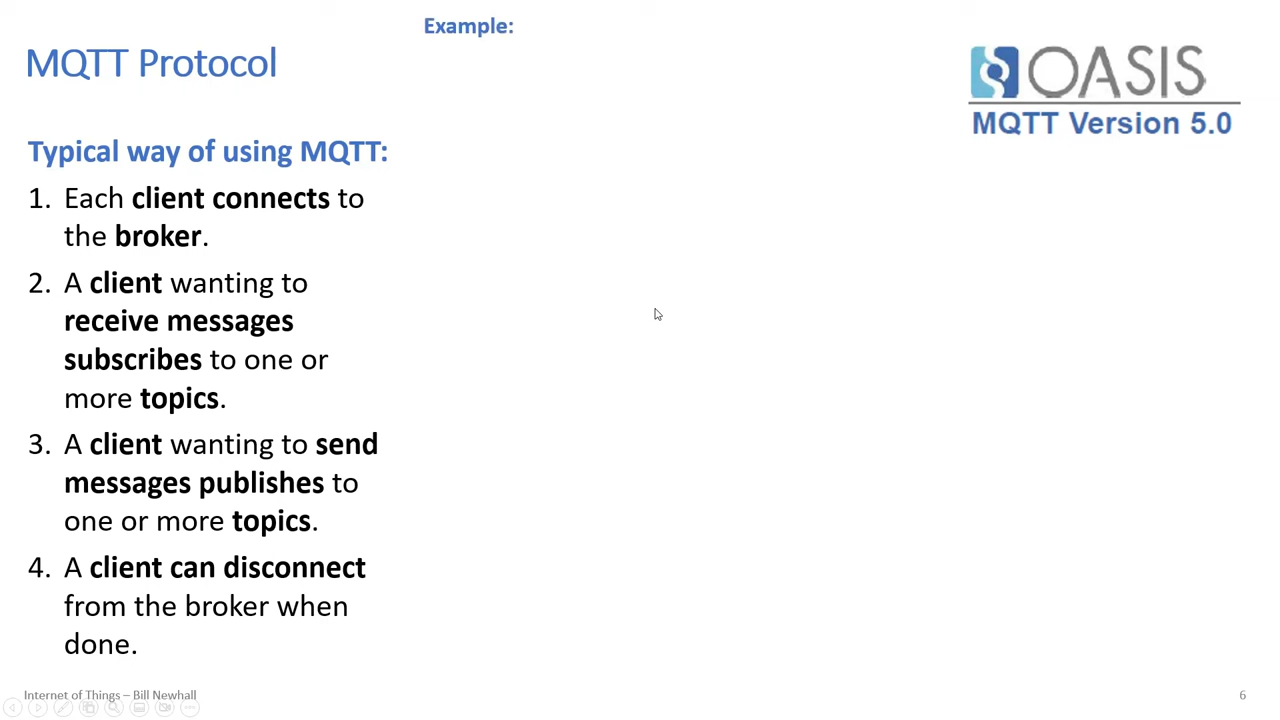 Example:
MQTT Protocol
OASIS
MQTT Version 5.0
Typical way of using MQTT:
1. Each client connects to
the broker.
2. A client wanting to
receive messages
subscribes to one or
more topics.
3. A client wanting to send
messages publishes to
one or more topics.
4. A client can disconnect
from the broker when
done.
Internet of Things – Bill Newhall
6